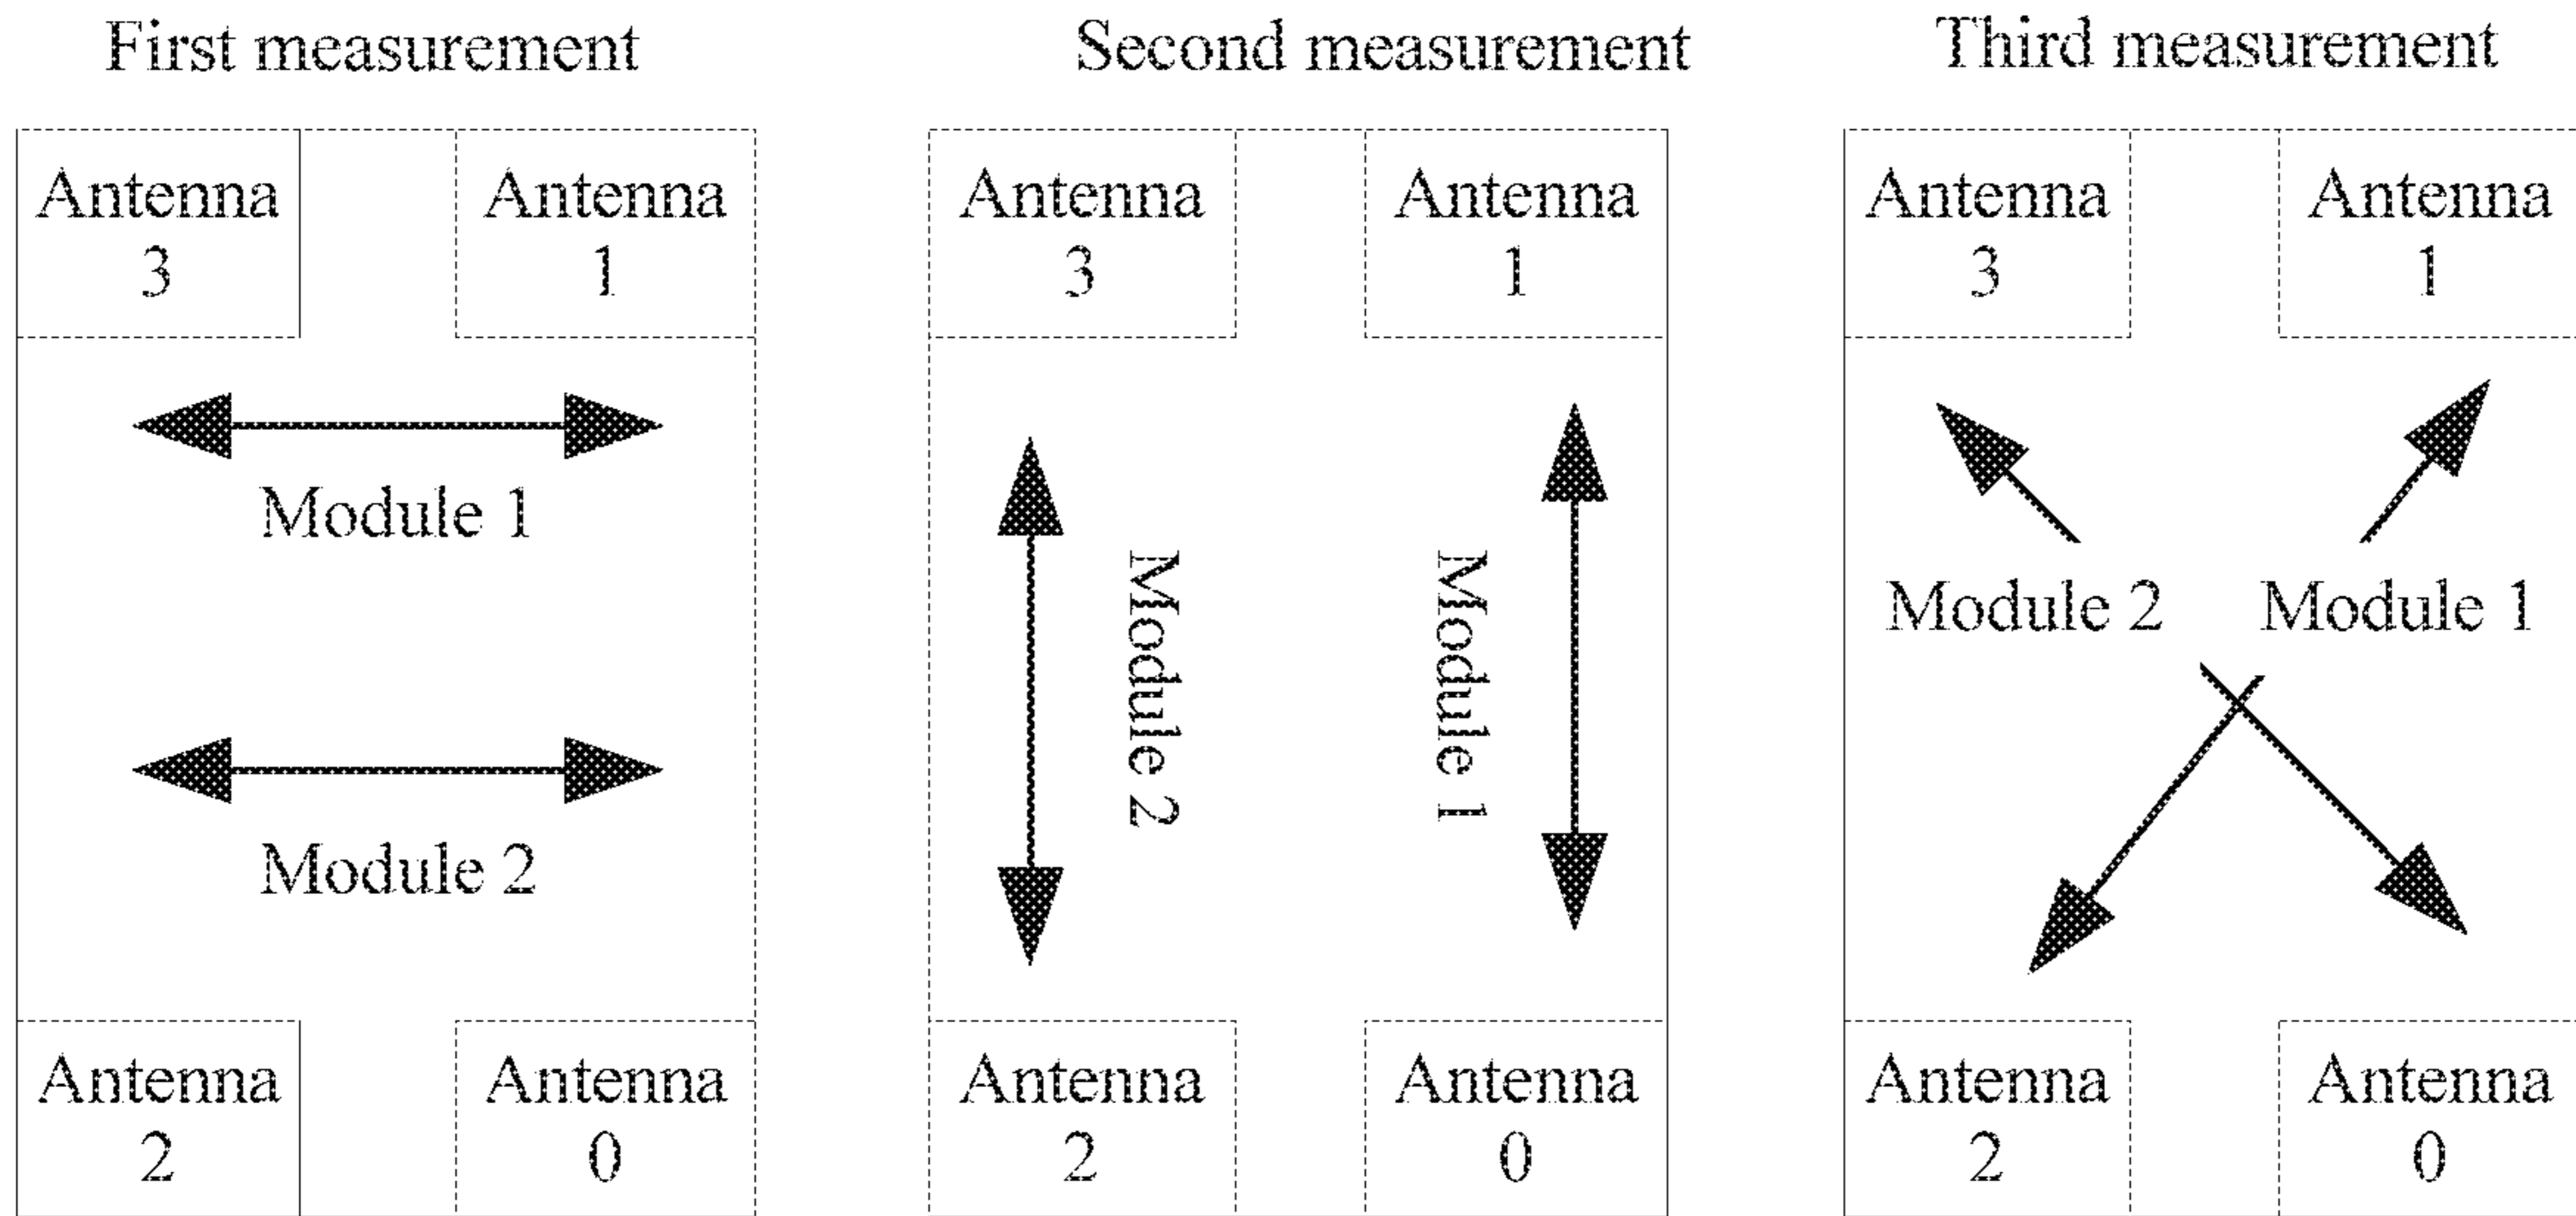 First measurement
Second measurement
Third measurement
Antenna
3
Antenna
1
Module 1
Module 2
Antenna
2
Antenna
0
Antenna
3
Antenna
1
Module 2
Module 1
Antenna
2
Antenna
0
Antenna
3
Antenna
1
Module 2
Module 1
Antenna
2
Antenna
0